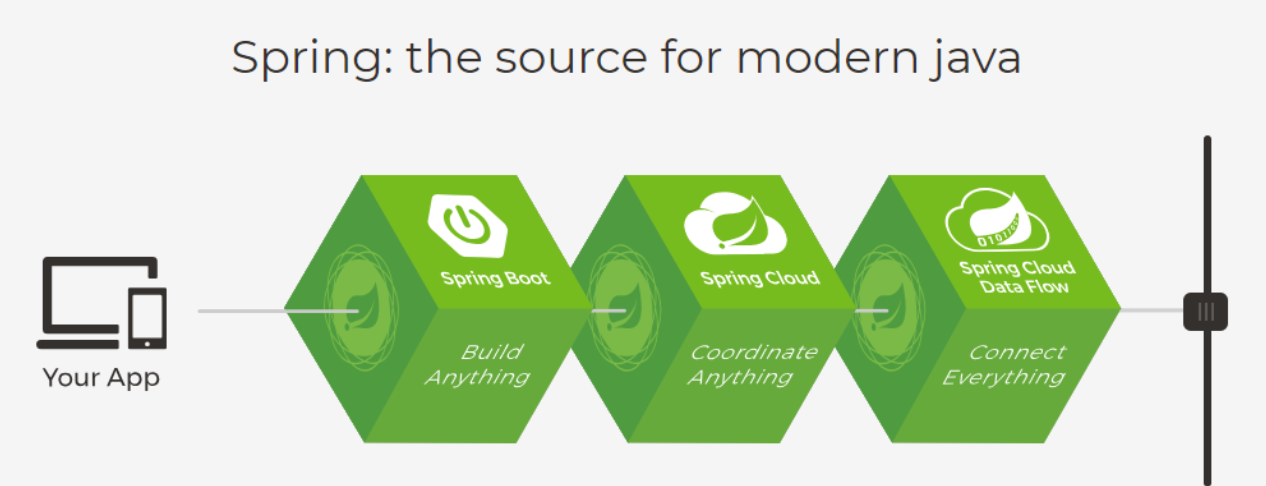 Spring: the source for modern java
Your App
Spring Boot
Build
Anything
Spring Cloud
Coordinate
Anything
Spring Cloud
Data Flow
Connect
Everything